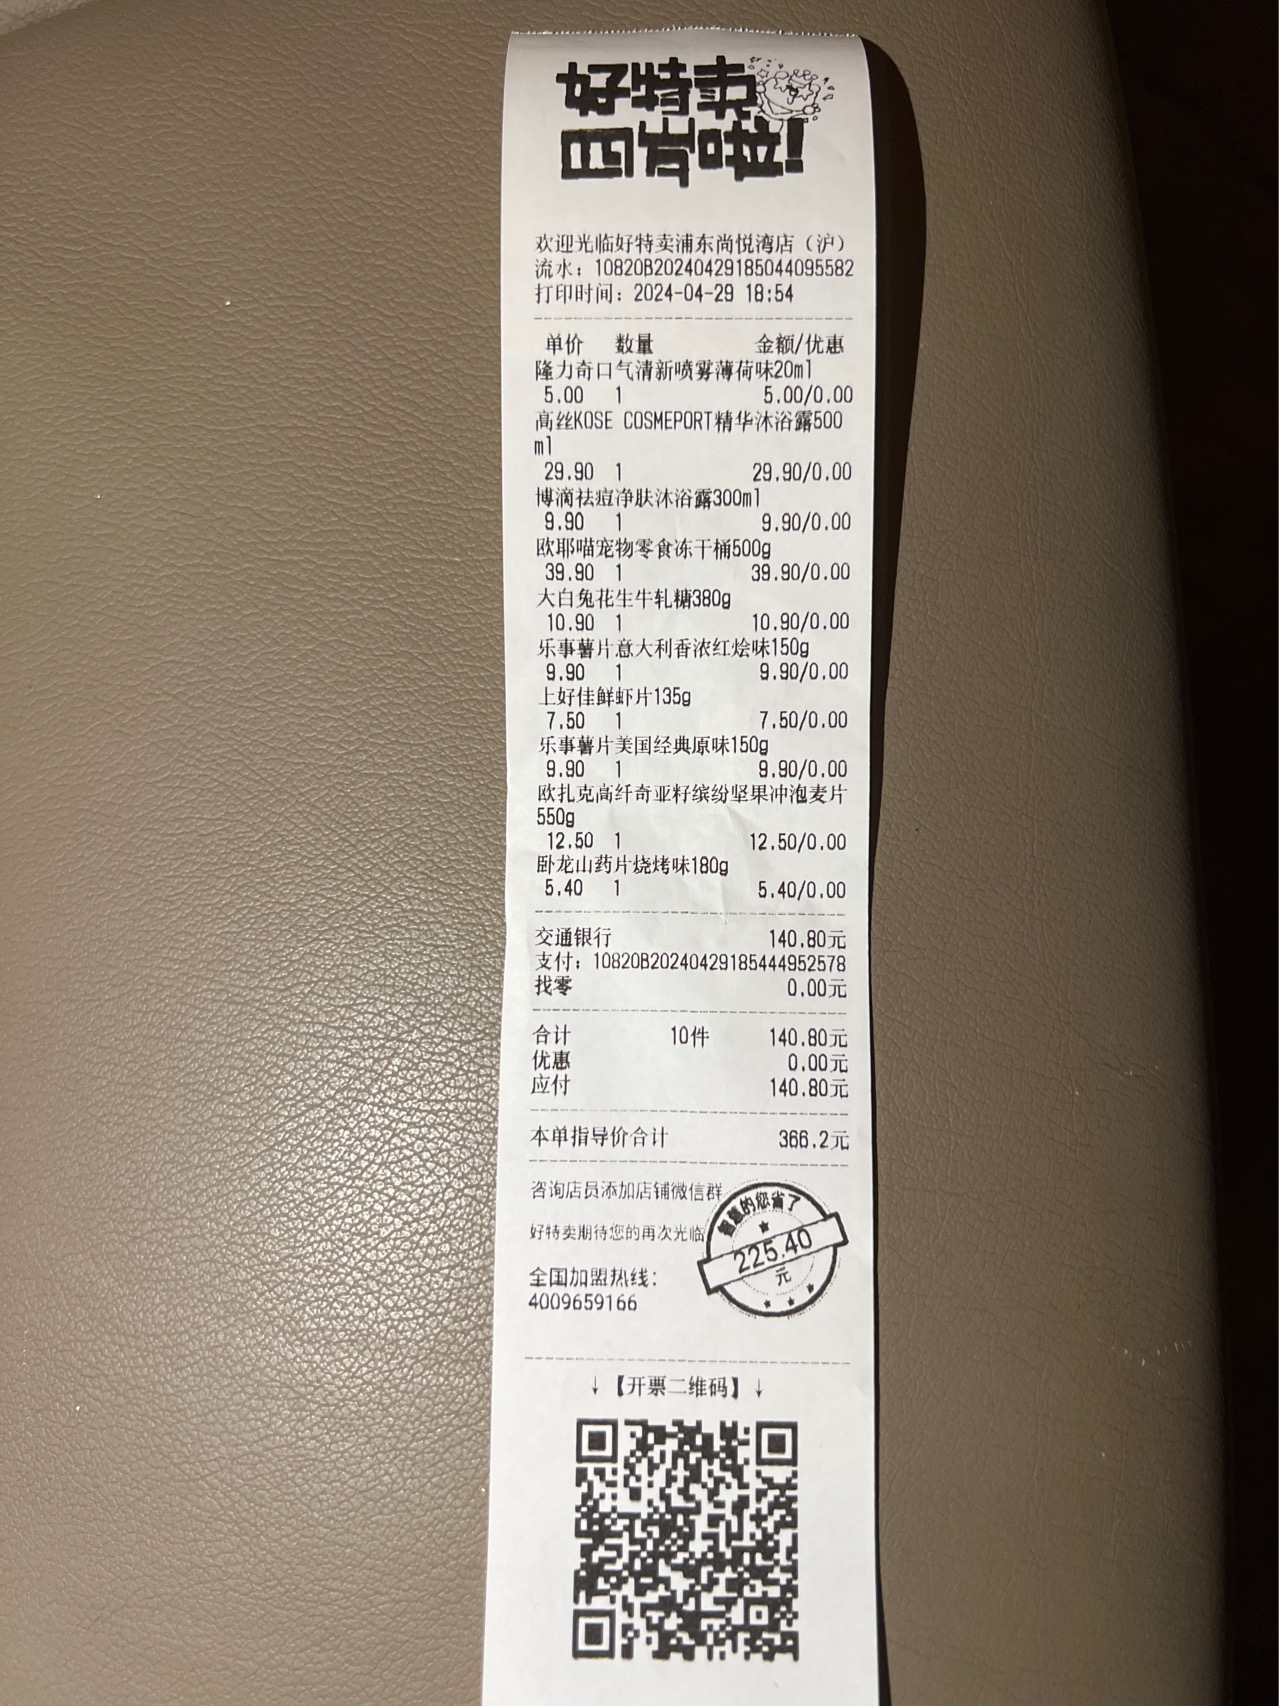 欢迎光临好特卖浦东尚悦湾店（沪）
流水：10820B20240429185044095582
打印时间：2024-04-29 18:54
单价 数量 金额/优惠
隆力奇口气清新喷雾薄荷味20ml
5.00 1 5.00/0.00
高丝KOSE COSMEPORT精华沐浴露500
ml
29.90 1 29.90/0.00
博滴祛痘净肤沐浴露300ml
9.90 1 9.90/0.00
欧耶喵宠物零食冻干桶500g
39.90 1 39.90/0.00
大白兔花生牛轧糖380g
10.90 1 10.90/0.00
乐事薯片意大利香浓红烩味150g
9.90 1 9.90/0.00
上好佳鲜虾片135g
7.50 1 7.50/0.00
乐事薯片美国经典原味150g
9.90 1 9.90/0.00
欧扎克高纤奇亚籽缤纷坚果冲泡麦片
550g
12.50 1 12.50/0.00
卧龙山药片烧烤味180g
5.40 1 5.40/0.00
交通银行 140.80元
支付：10820B20240429185444952578
找零 0.00元
合计 10件 140.80元
优惠 0.00元
应付 140.80元
本单指导价合计 366.2元
咨询店员添加店铺微信群
好特卖期待您的再次光临
智慧的您省了
225.40
元
全国加盟热线：
4009659166
↓【开票二维码】↓